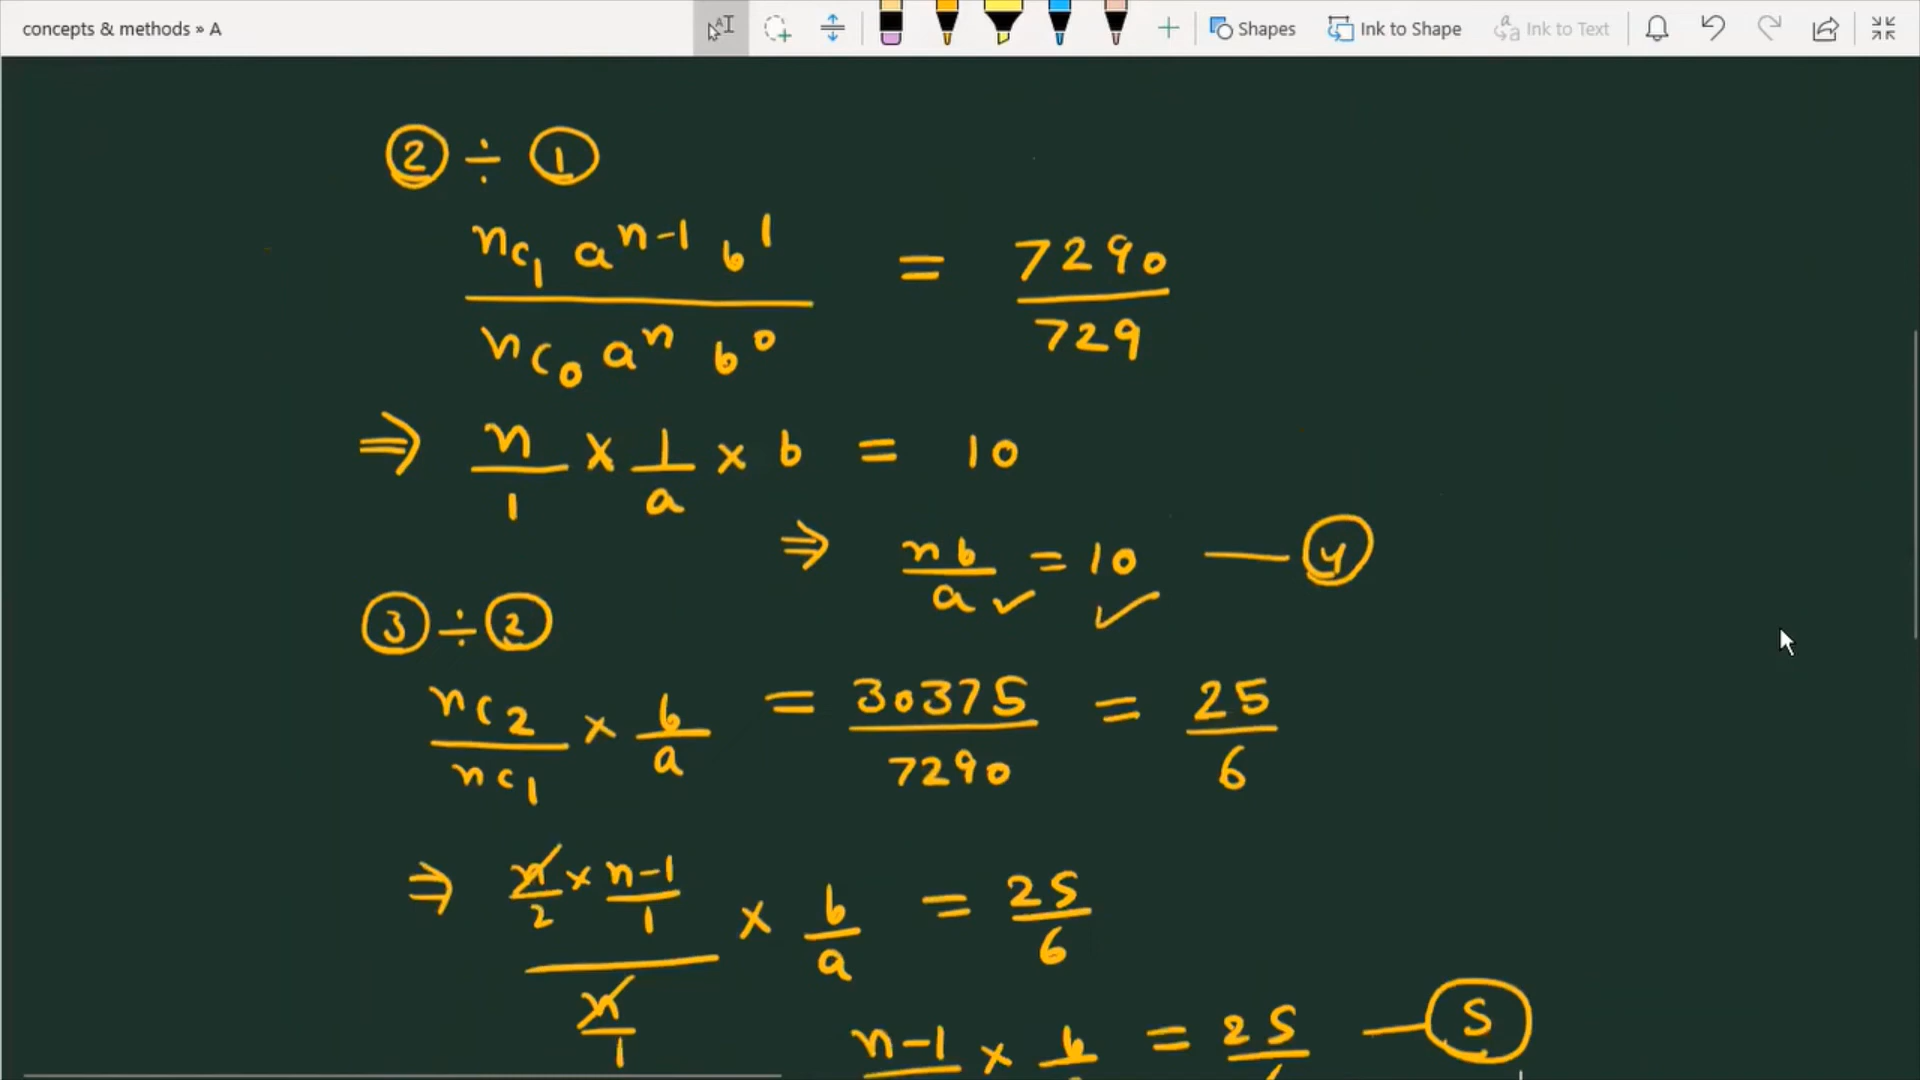 concepts & methods » A
Shapes Ink to Shape Ink to Text
② ÷ ①
nC₁ aⁿ⁻¹ b¹ / nC₀ aⁿ b⁰ = 7290 / 729
⇒ n/1 × 1/a × b = 10
⇒ nb/a ✓ = 10 ✓ — ④
③ ÷ ②
nC₂/nC₁ × b/a = 30375/7290 = 25/6
⇒ (n/2 × n-1/1) / (n/1) × b/a = 25/6
n-1 × b = 25 — ⑤